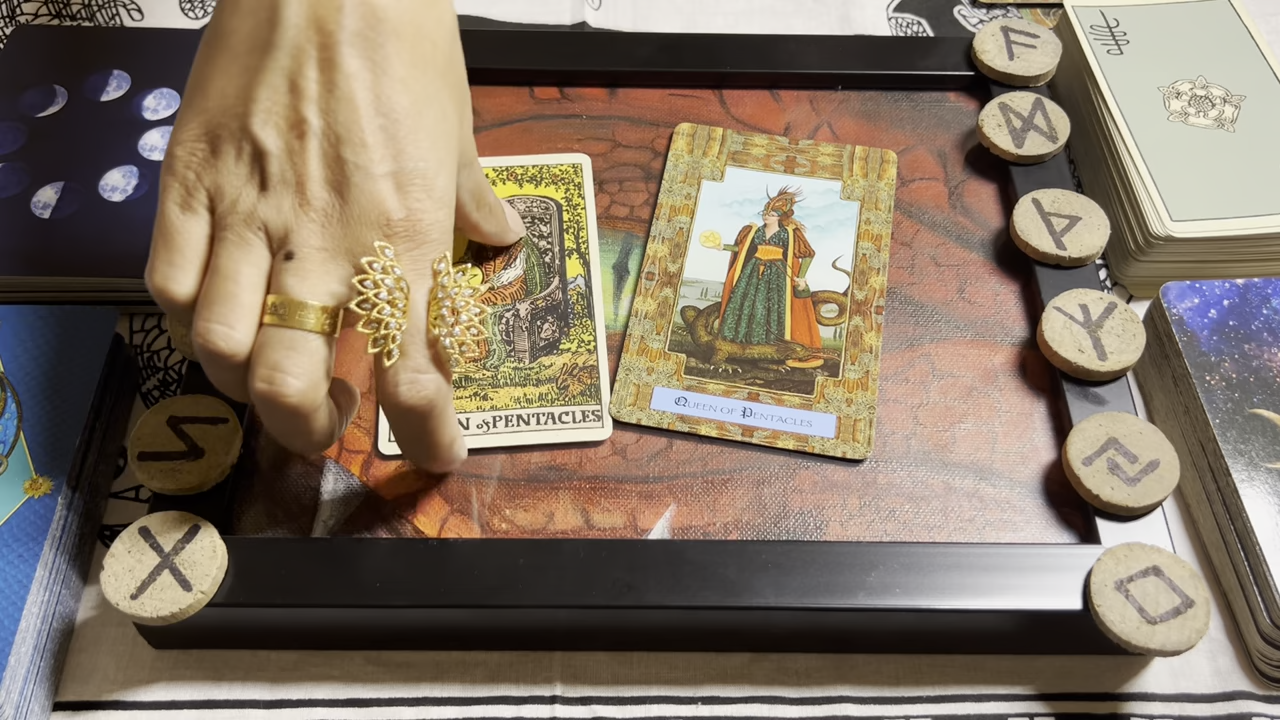 ᚨ
ᛞ
ᚦ
ᛉ
N of PENTACLES
QUEEN OF PENTACLES
ᛊ
ᛃ
ᚷ
ᛜ